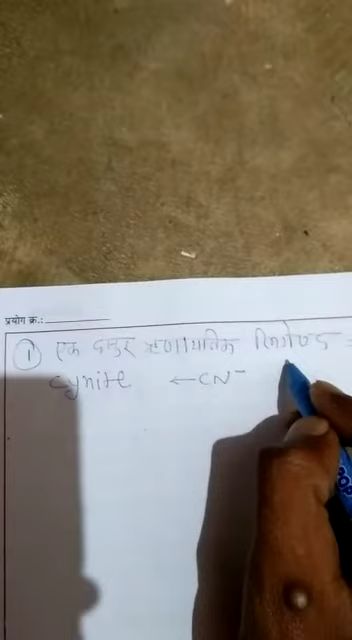 प्रयोग क्र.:
① एक दन्तुर ऋणायनिक लिगेण्ड =
Cynite ← CN⁻